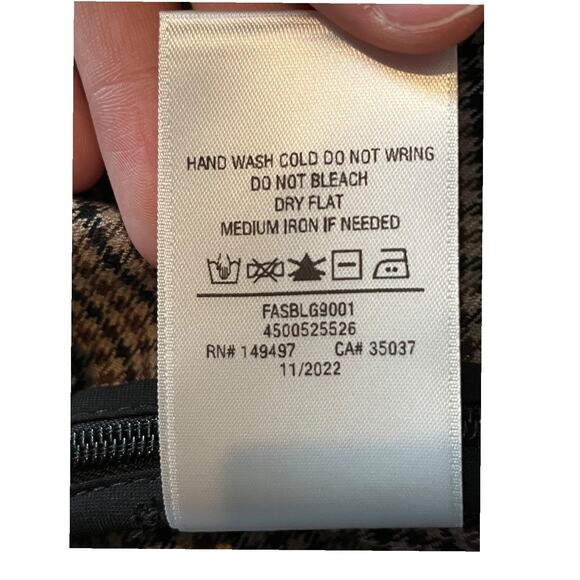 HAND WASH COLD DO NOT WRING
DO NOT BLEACH
DRY FLAT
MEDIUM IRON IF NEEDED
FASBLG9001
4500525526
RN# 149497 CA# 35037
11/2022